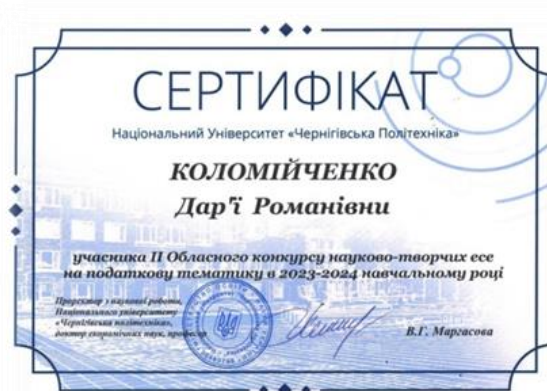 СЕРТИФІКАТ
Національний Університет «Чернігівська Політехніка»
КОЛОМІЙЧЕНКО
Дар'ї Романівни
учасника ІІ Обласного конкурсу науково-творчих есе
на податкову тематику в 2023-2024 навчальному році
Проректор з наукової роботи,
Національного університету
«Чернігівська політехніка»,
доктор економічних наук, професор
В.Г. Маргасова